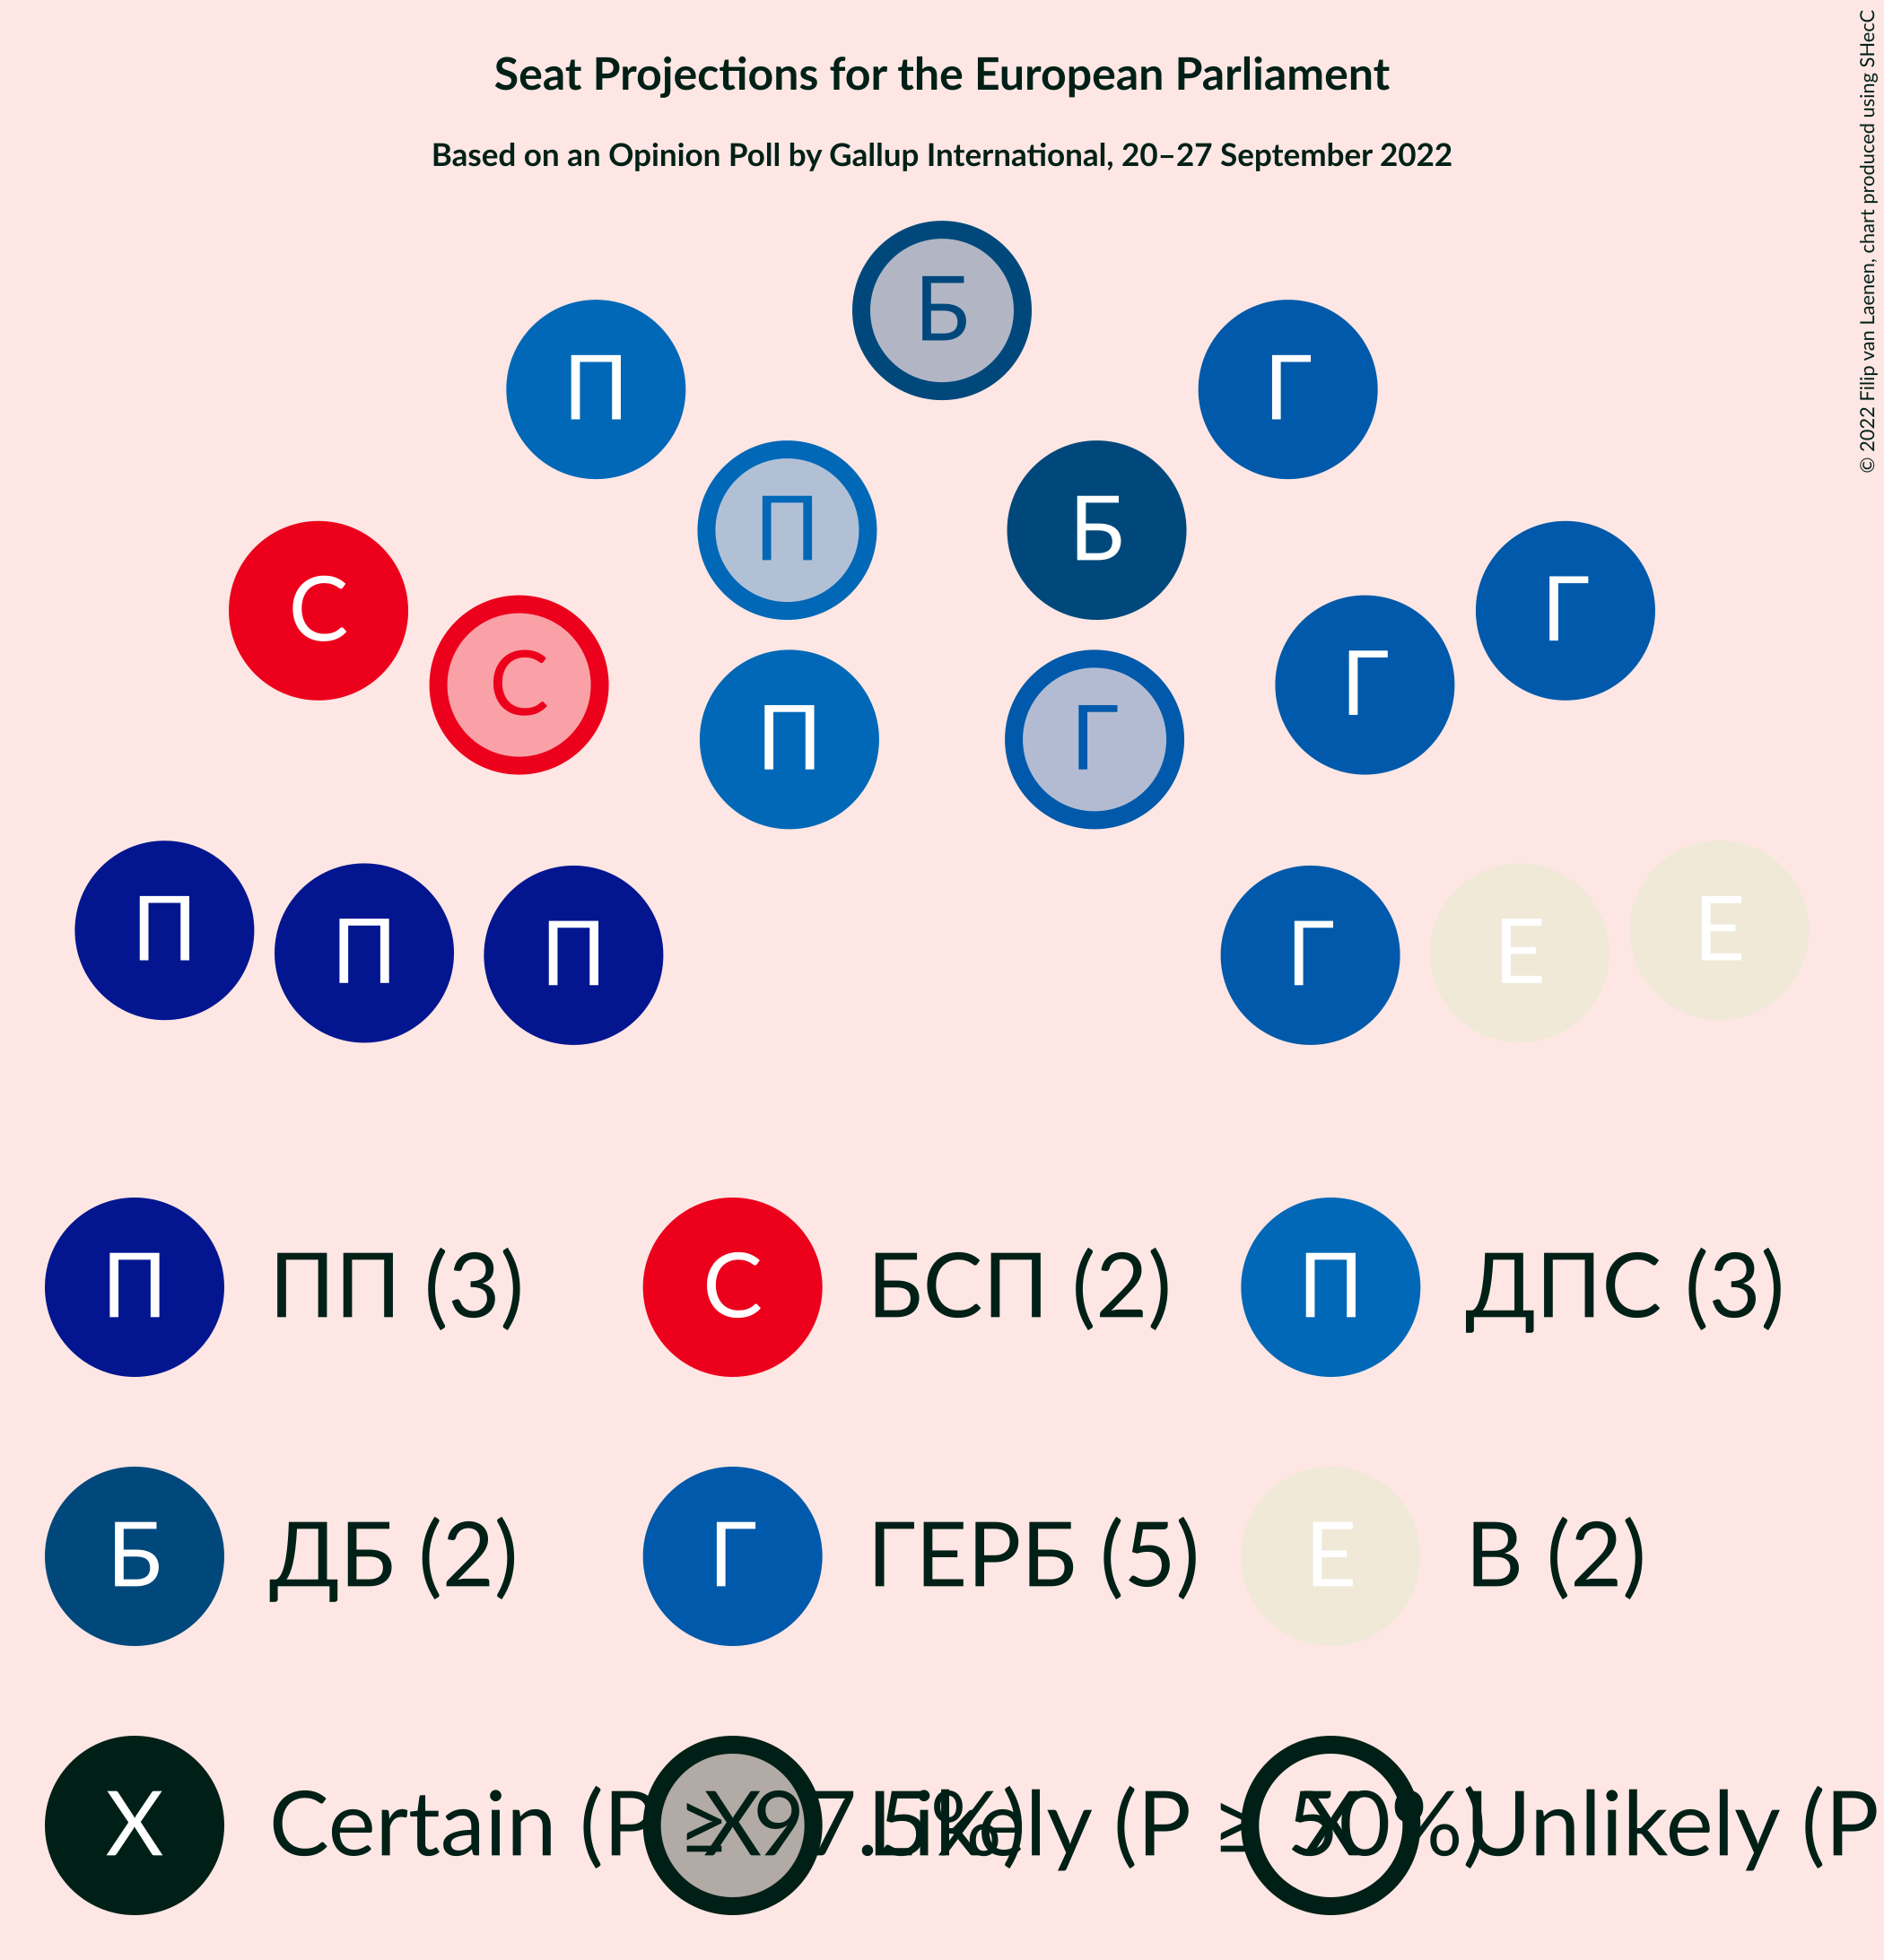 Seat Projections for the European Parliament
Based on an Opinion Poll by Gallup International, 20–27 September 2022
© 2022 Filip van Laenen, chart produced using SHecC
Б
П Г
П Б
С Г
С Г
П Г
П Е
П Е
П Г
П ПП (3) С БСП (2) П ДПС (3)
Б ДБ (2) Г ГЕРБ (5) Е В (2)
X Certain (P ≥ 97.5%) X Likely (P ≥ 50%) X Unlikely (P